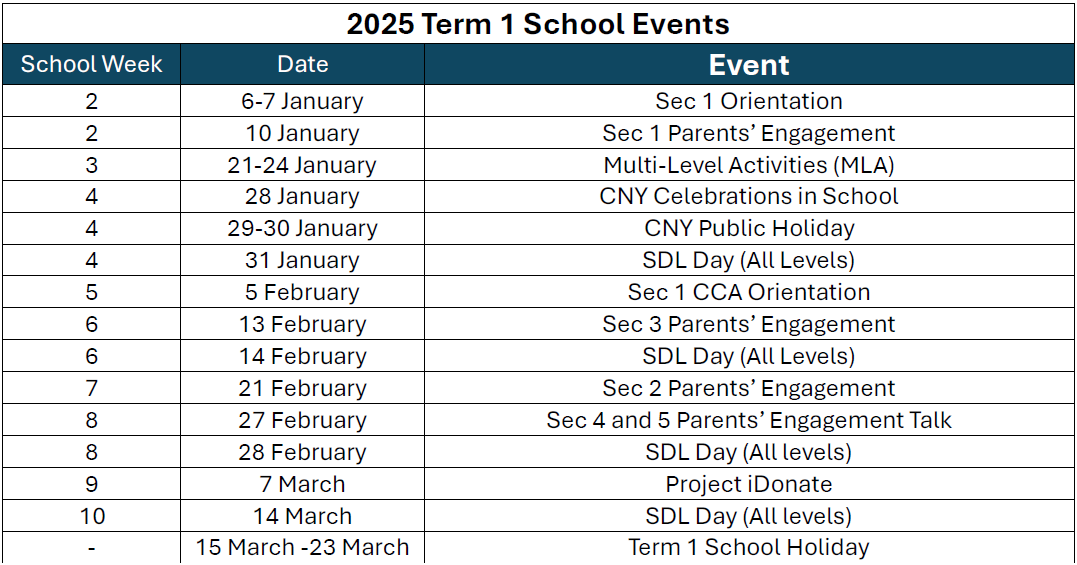 2025 Term 1 School Events
School Week Date Event
2 6-7 January Sec 1 Orientation
2 10 January Sec 1 Parents’ Engagement
3 21-24 January Multi-Level Activities (MLA)
4 28 January CNY Celebrations in School
4 29-30 January CNY Public Holiday
4 31 January SDL Day (All Levels)
5 5 February Sec 1 CCA Orientation
6 13 February Sec 3 Parents’ Engagement
6 14 February SDL Day (All Levels)
7 21 February Sec 2 Parents’ Engagement
8 27 February Sec 4 and 5 Parents’ Engagement Talk
8 28 February SDL Day (All levels)
9 7 March Project iDonate
10 14 March SDL Day (All levels)
- 15 March -23 March Term 1 School Holiday